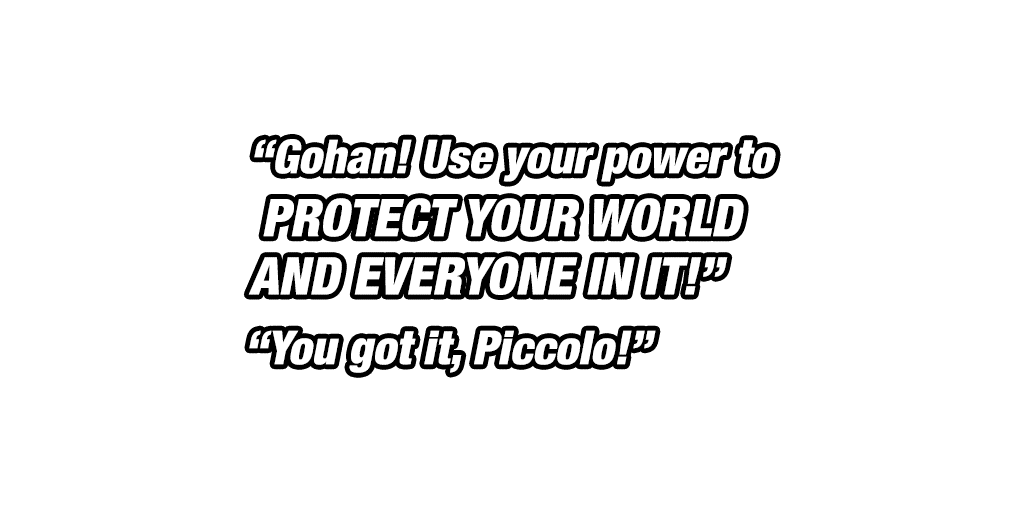 “Gohan! Use your power to
PROTECT YOUR WORLD
AND EVERYONE IN IT!”
“You got it, Piccolo!”